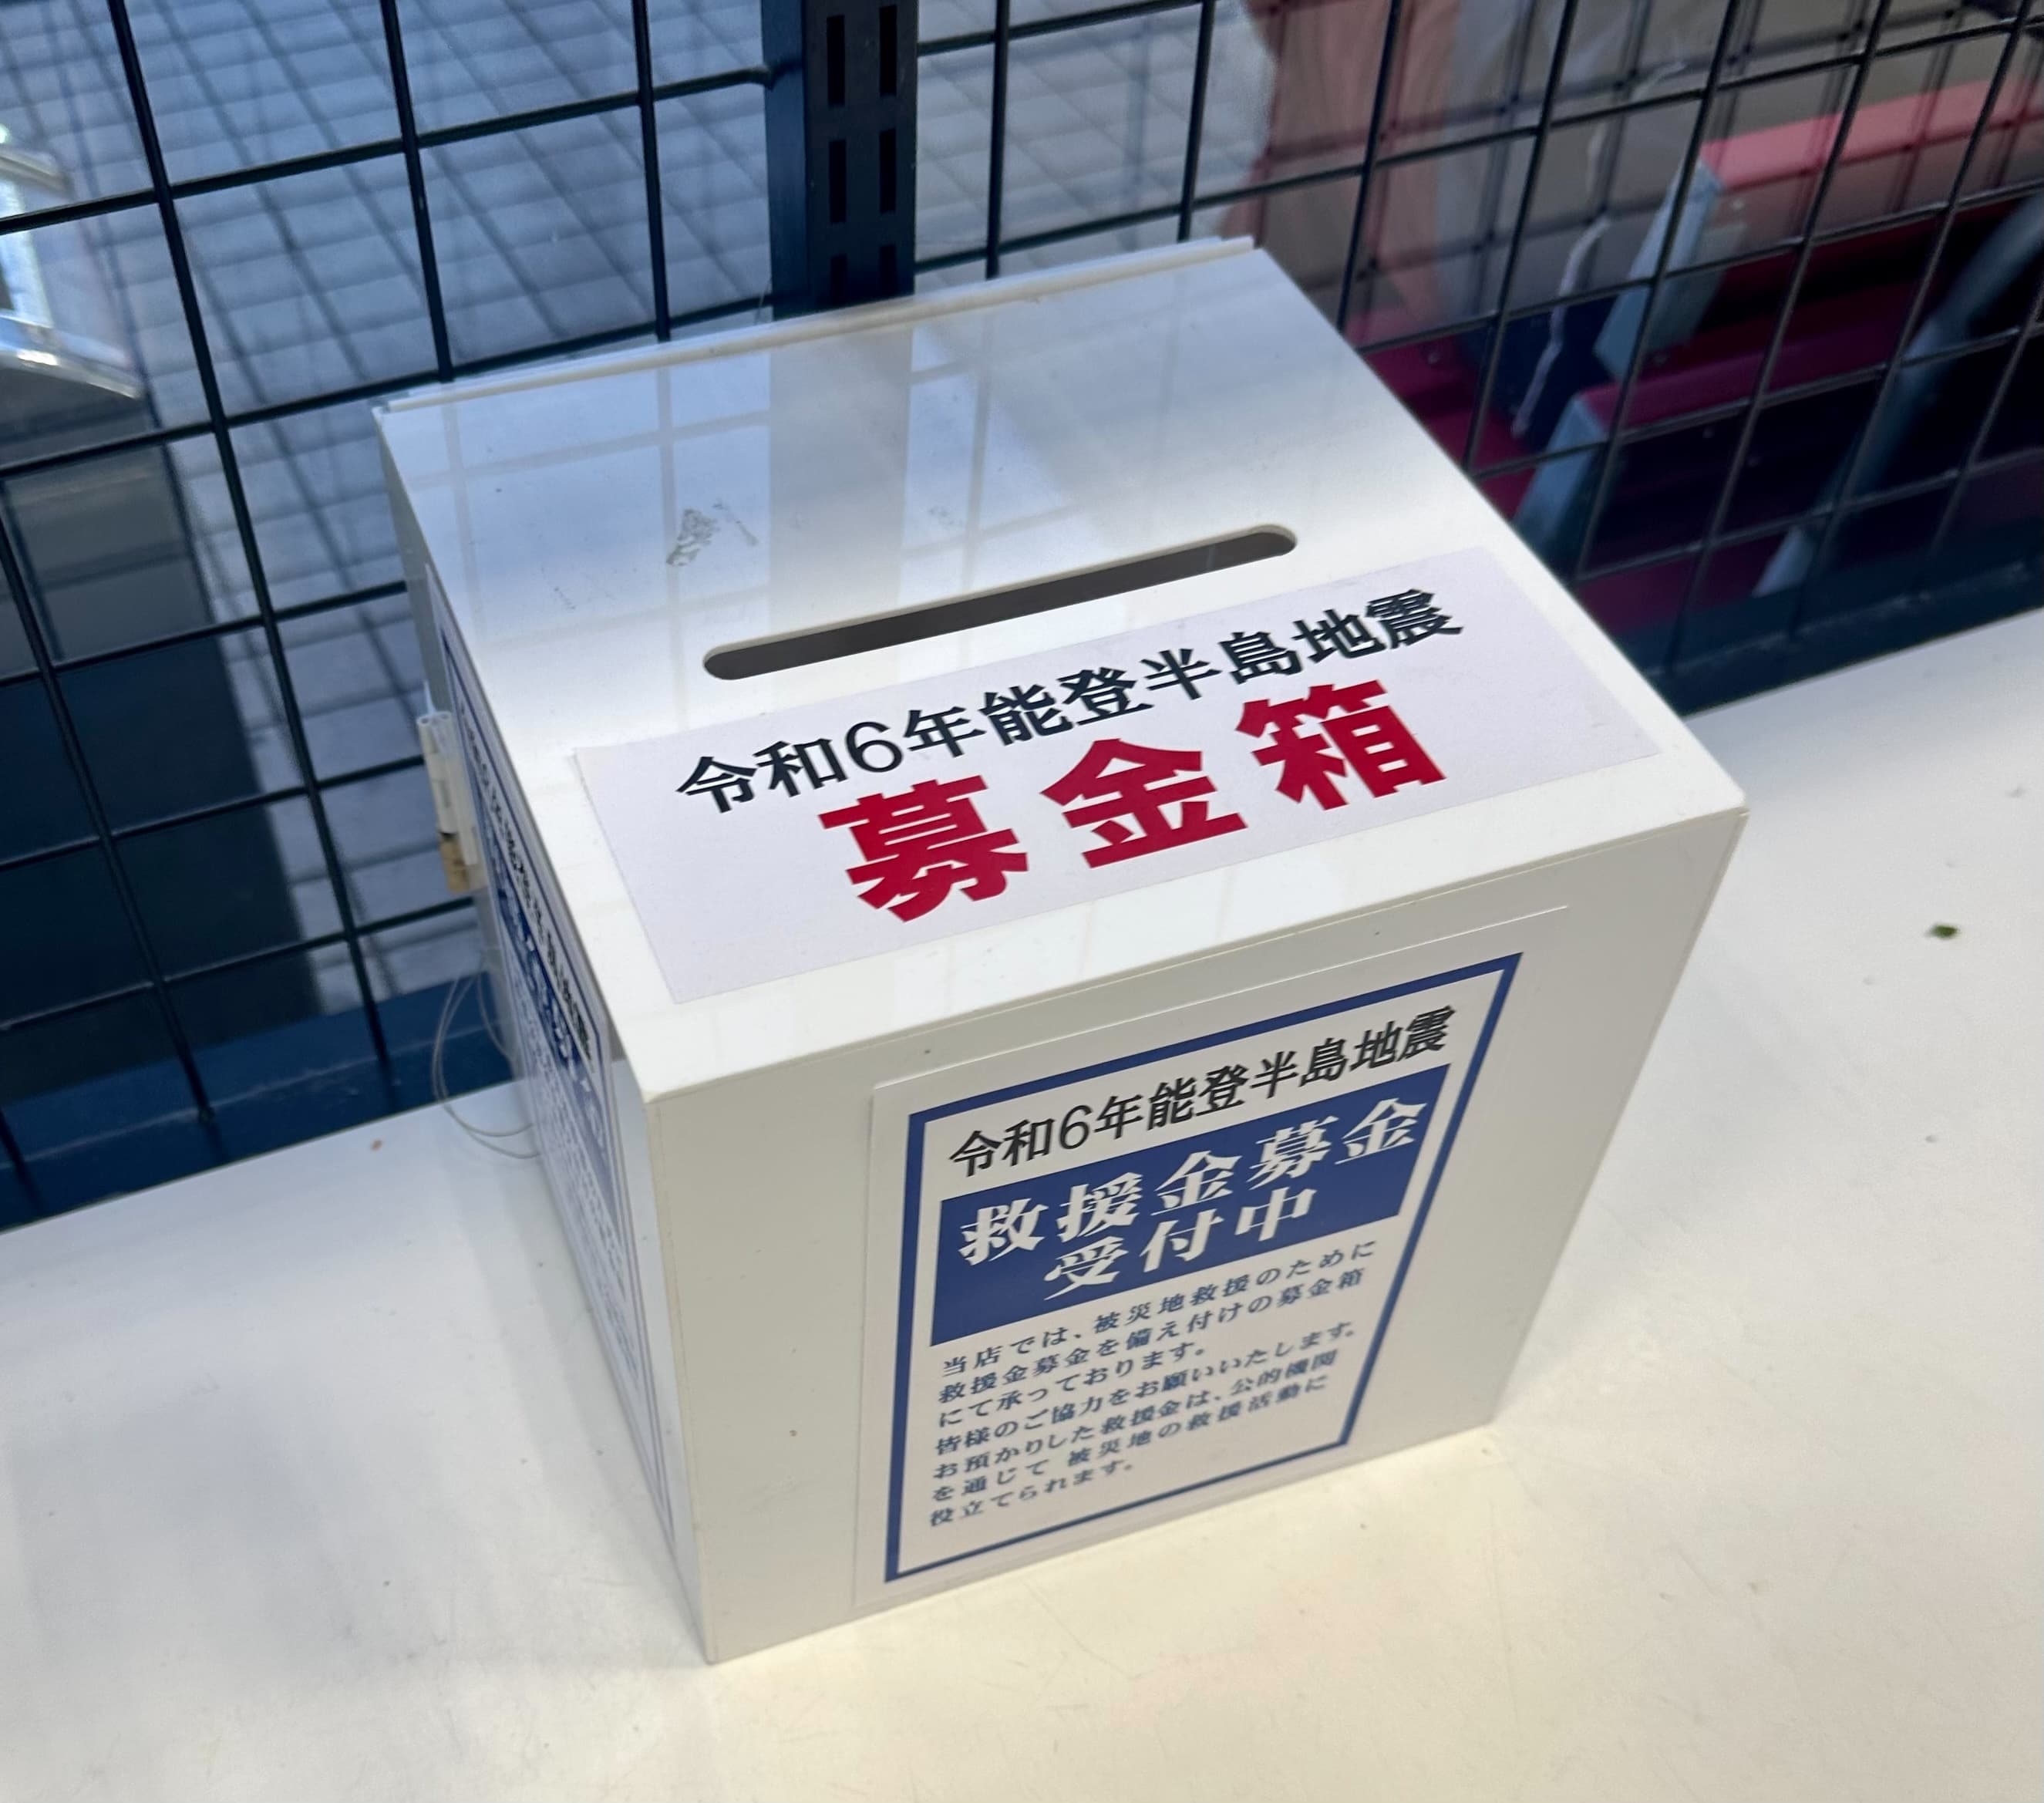 令和6年能登半島地震
募金箱
令和6年能登半島地震
救援金募金
受付中
当店では、被災地救援のために
救援金募金を備え付けの募金箱
にて承っております。
皆様のご協力をお願いいたします。
お預かりした救援金は、公的機関
を通じて 被災地の救援活動に
役立てられます。